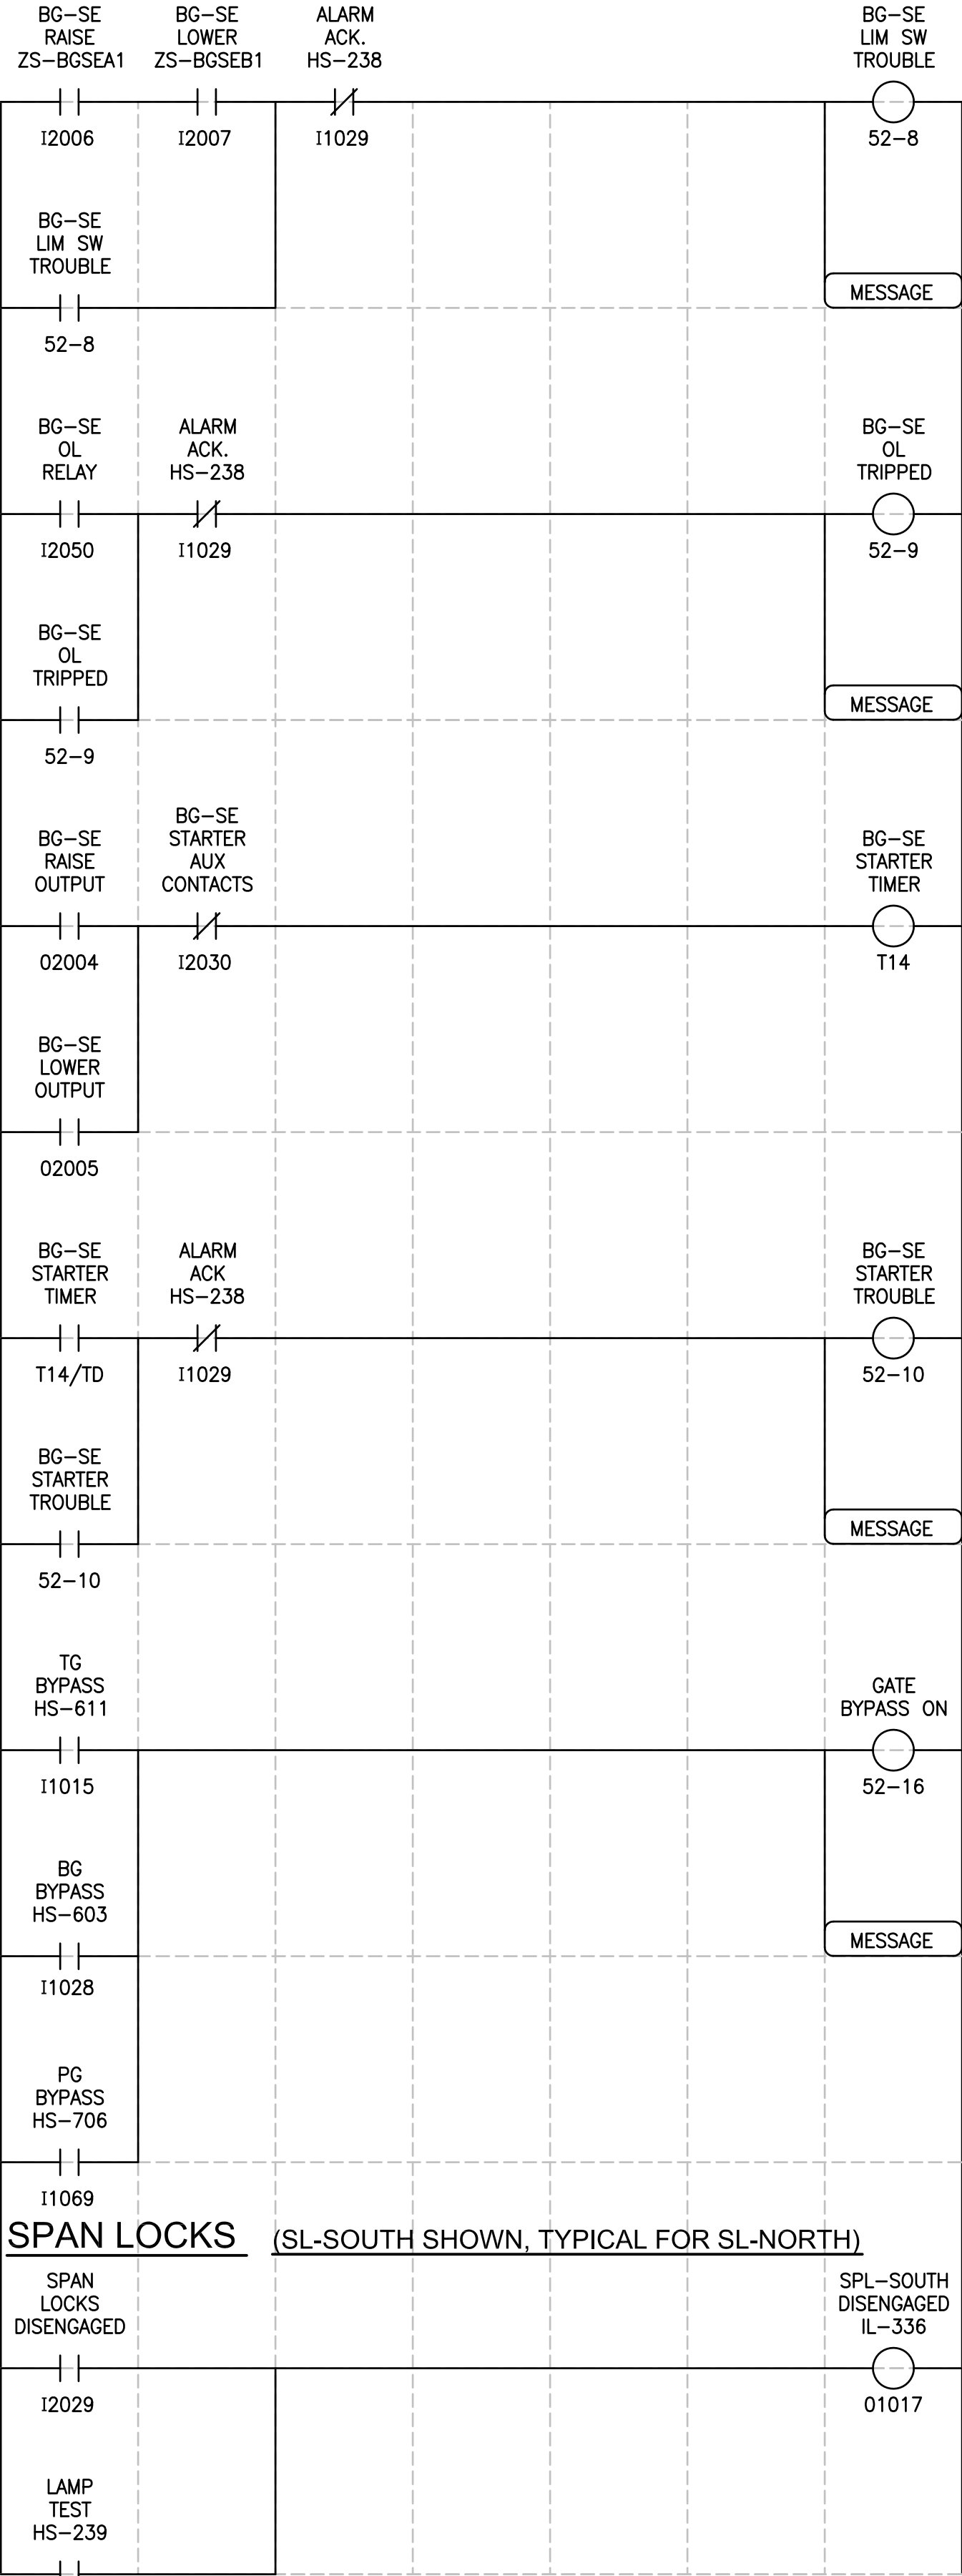 BG-SE
RAISE
ZS-BGSEA1
BG-SE
LOWER
ZS-BGSEB1
ALARM
ACK.
HS-238
BG-SE
LIM SW
TROUBLE
I2006
I2007
I1029
52-8
BG-SE
LIM SW
TROUBLE
MESSAGE
52-8
BG-SE
OL
RELAY
ALARM
ACK.
HS-238
BG-SE
OL
TRIPPED
I2050
I1029
52-9
BG-SE
OL
TRIPPED
MESSAGE
52-9
BG-SE
RAISE
OUTPUT
BG-SE
STARTER
AUX
CONTACTS
BG-SE
STARTER
TIMER
02004
I2030
T14
BG-SE
LOWER
OUTPUT
02005
BG-SE
STARTER
TIMER
ALARM
ACK
HS-238
BG-SE
STARTER
TROUBLE
T14/TD
I1029
52-10
BG-SE
STARTER
TROUBLE
MESSAGE
52-10
TG
BYPASS
HS-611
GATE
BYPASS ON
I1015
52-16
BG
BYPASS
HS-603
MESSAGE
I1028
PG
BYPASS
HS-706
I1069
SPAN LOCKS (SL-SOUTH SHOWN, TYPICAL FOR SL-NORTH)
SPAN
LOCKS
DISENGAGED
SPL-SOUTH
DISENGAGED
IL-336
I2029
01017
LAMP
TEST
HS-239